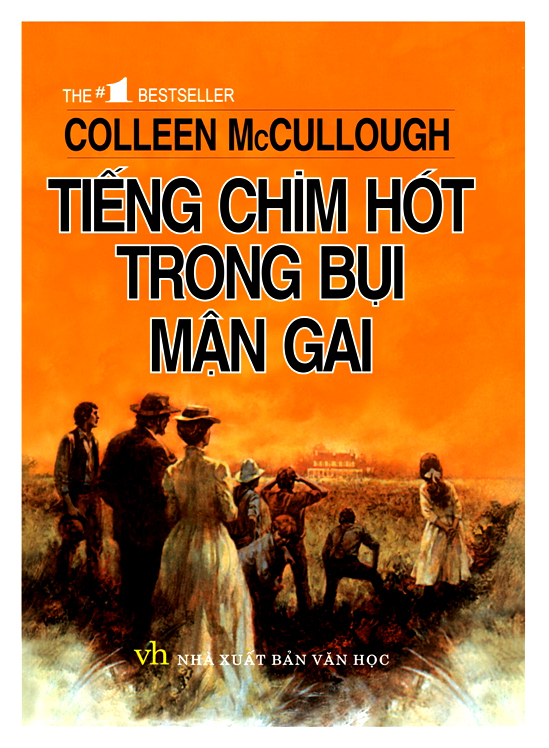 THE #1 BESTSELLER
COLLEEN McCULLOUGH
TIẾNG CHIM HÓT
TRONG BỤI
MẬN GAI
vh NHÀ XUẤT BẢN VĂN HỌC